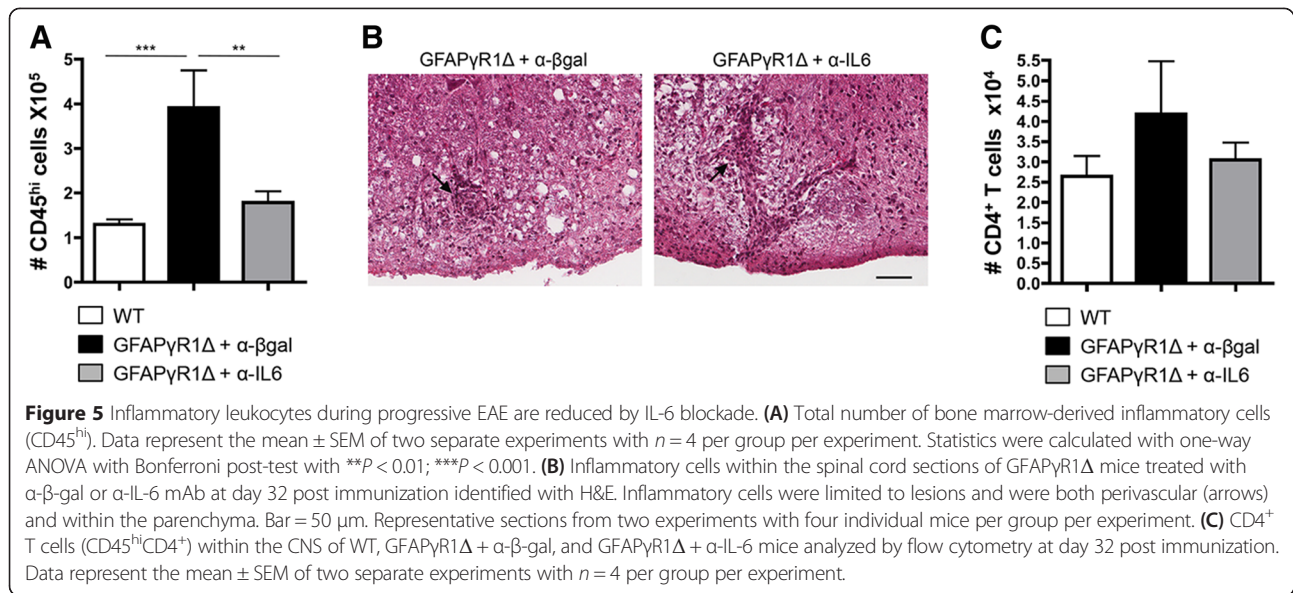 A
***
**
# CD45hi cells X10⁵
5
4
3
2
1
0
WT
GFAPγR1Δ + α-βgal
GFAPγR1Δ + α-IL6
B
GFAPγR1Δ + α-βgal
GFAPγR1Δ + α-IL6
C
# CD4⁺ T cells x10⁴
5.5
5.0
4.5
4.0
3.5
3.0
2.5
2.0
1.5
1.0
0.5
0.0
WT
GFAPγR1Δ + α-βgal
GFAPγR1Δ + α-IL6
Figure 5 Inflammatory leukocytes during progressive EAE are reduced by IL-6 blockade. (A) Total number of bone marrow-derived inflammatory cells
(CD45hi). Data represent the mean ± SEM of two separate experiments with n = 4 per group per experiment. Statistics were calculated with one-way
ANOVA with Bonferroni post-test with **P < 0.01; ***P < 0.001. (B) Inflammatory cells within the spinal cord sections of GFAPγR1Δ mice treated with
α-β-gal or α-IL-6 mAb at day 32 post immunization identified with H&E. Inflammatory cells were limited to lesions and were both perivascular (arrows)
and within the parenchyma. Bar = 50 μm. Representative sections from two experiments with four individual mice per group per experiment. (C) CD4⁺
T cells (CD45hiCD4⁺) within the CNS of WT, GFAPγR1Δ + α-β-gal, and GFAPγR1Δ + α-IL-6 mice analyzed by flow cytometry at day 32 post immunization.
Data represent the mean ± SEM of two separate experiments with n = 4 per group per experiment.